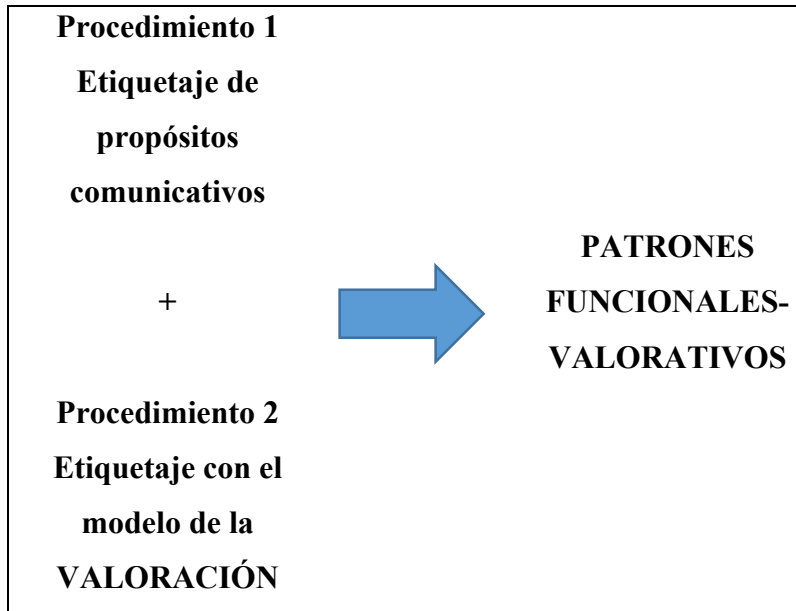 Procedimiento 1
Etiquetaje de
propósitos
comunicativos
+
Procedimiento 2
Etiquetaje con el
modelo de la
VALORACIÓN
PATRONES
FUNCIONALES-
VALORATIVOS